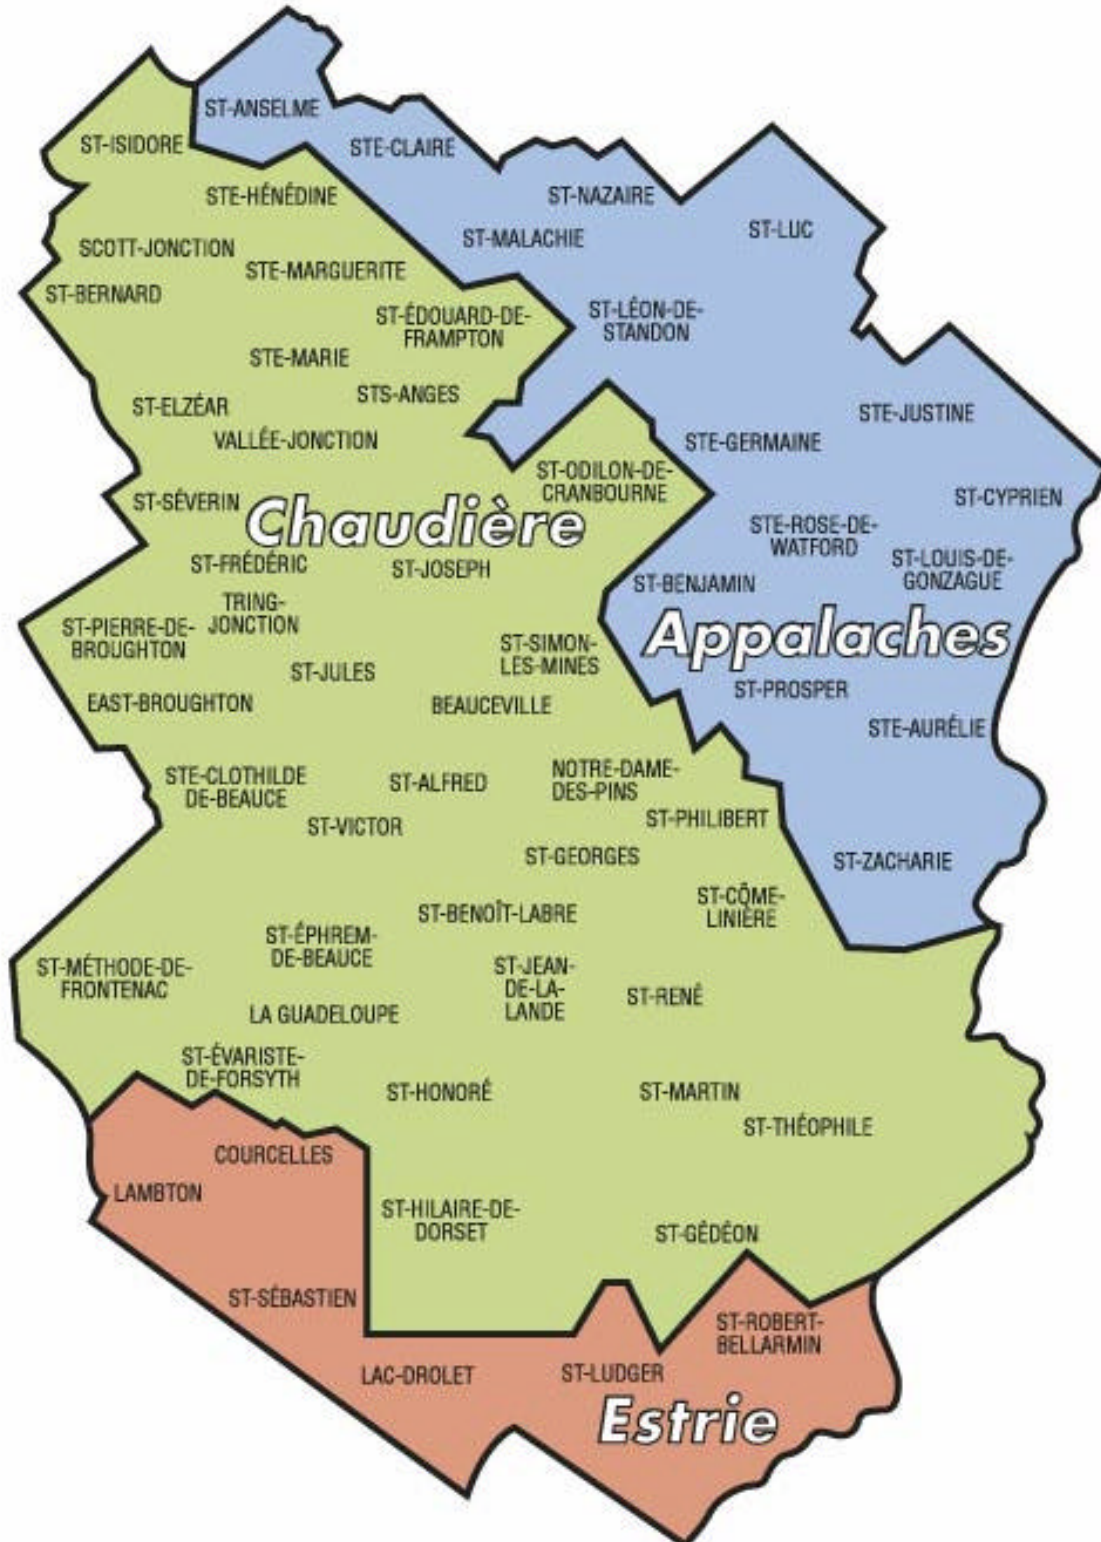 ST-ANSELME
ST-ISIDORE
STE-CLAIRE
STE-HÉNÉDINE
ST-NAZAIRE
ST-LUC
ST-MALACHIE
SCOTT-JONCTION
STE-MARGUERITE
ST-BERNARD
ST-ÉDOUARD-DE-
FRAMPTON
ST-LÉON-DE-
STANDON
STE-MARIE
STS-ANGES
ST-ELZÉAR
STE-JUSTINE
VALLÉE-JONCTION
STE-GERMAINE
ST-ODILON-DE-
CRANBOURNE
ST-SÉVERIN
ST-CYPRIEN
Chaudière
STE-ROSE-DE-
WATFORD
ST-LOUIS-DE-
GONZAGUE
ST-FRÉDÉRIC
ST-JOSEPH
ST-BENJAMIN
TRING-
JONCTION
ST-PIERRE-DE-
BROUGHTON
Appalaches
ST-SIMON-
LES-MINES
ST-JULES
ST-PROSPER
EAST-BROUGHTON
BEAUCEVILLE
STE-AURÉLIE
STE-CLOTHILDE
DE-BEAUCE
ST-ALFRED
NOTRE-DAME-
DES-PINS
ST-VICTOR
ST-PHILIBERT
ST-GEORGES
ST-ZACHARIE
ST-CÔME-
LINIÈRE
ST-BENOÎT-LABRE
ST-ÉPHREM-
DE-BEAUCE
ST-MÉTHODE-DE-
FRONTENAC
ST-JEAN-
DE-LA-
LANDE
ST-RENÉ
LA GUADELOUPE
ST-ÉVARISTE-
DE-FORSYTH
ST-HONORÉ
ST-MARTIN
ST-THÉOPHILE
COURCELLES
LAMBTON
ST-HILAIRE-DE-
DORSET
ST-GÉDÉON
ST-SÉBASTIEN
ST-ROBERT-
BELLARMIN
LAC-DROLET
ST-LUDGER
Estrie